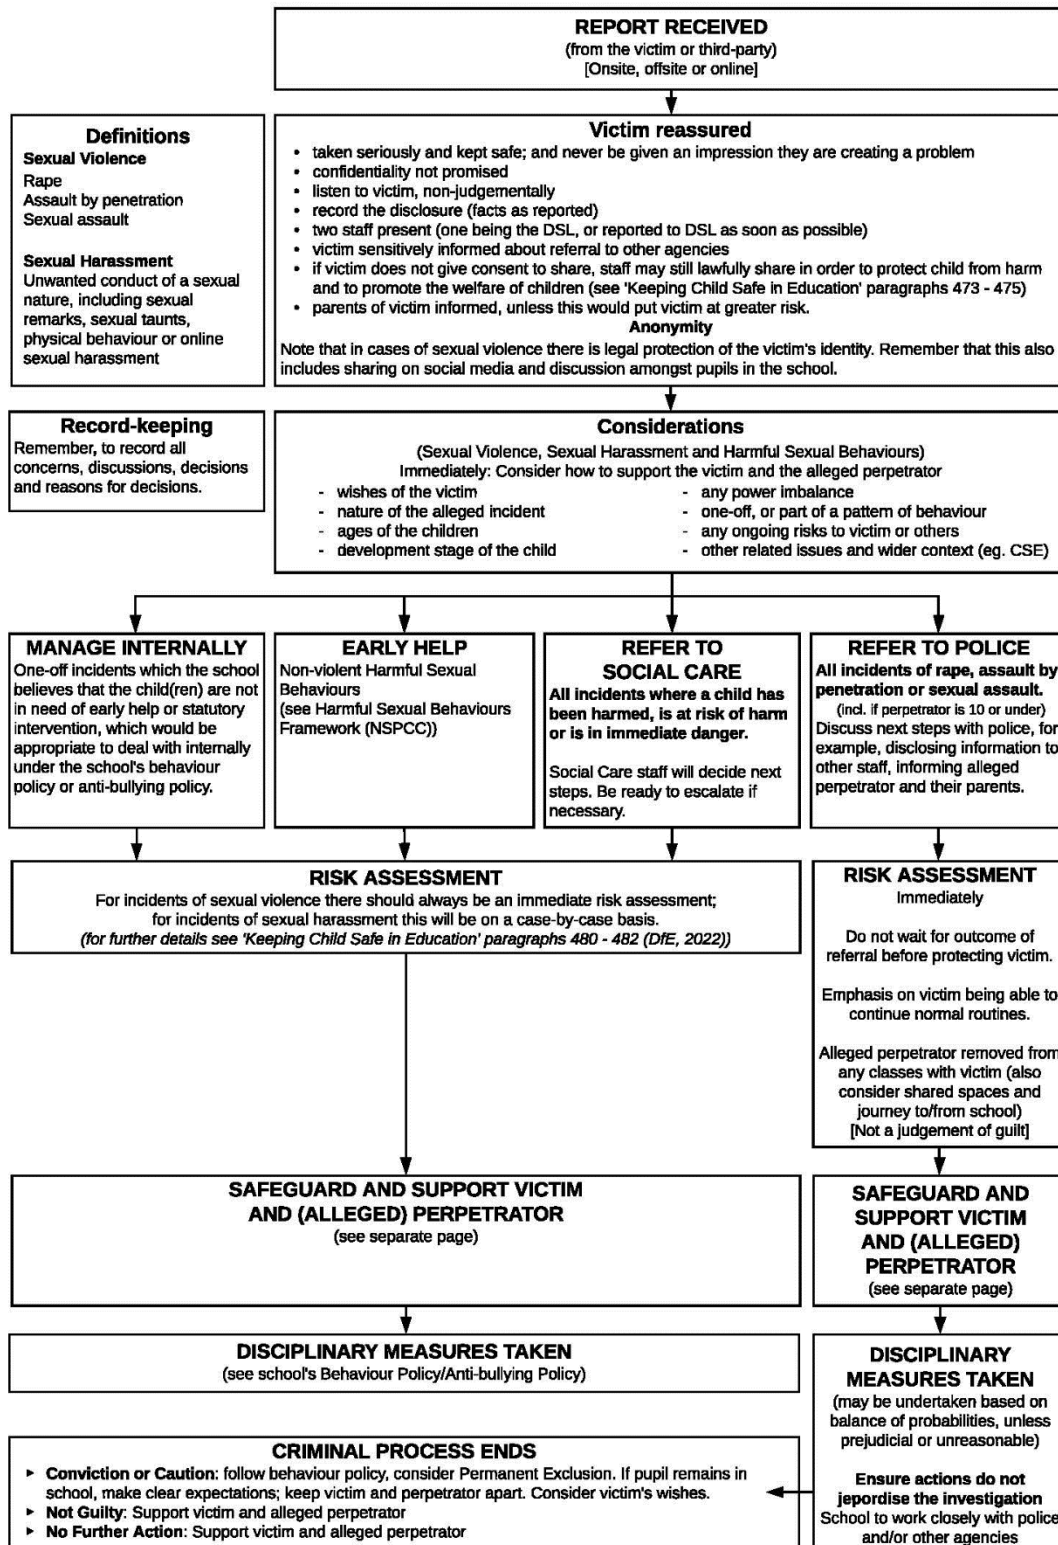 REPORT RECEIVED
(from the victim or third-party)
[Onsite, offsite or online]
Definitions
Sexual Violence
Rape
Assault by penetration
Sexual assault
Sexual Harassment
Unwanted conduct of a sexual
nature, including sexual
remarks, sexual taunts,
physical behaviour or online
sexual harassment
Victim reassured
• taken seriously and kept safe; and never be given an impression they are creating a problem
• confidentiality not promised
• listen to victim, non-judgementally
• record the disclosure (facts as reported)
• two staff present (one being the DSL, or reported to DSL as soon as possible)
• victim sensitively informed about referral to other agencies
• if victim does not give consent to share, staff may still lawfully share in order to protect child from harm
and to promote the welfare of children (see 'Keeping Child Safe in Education' paragraphs 473 - 475)
• parents of victim informed, unless this would put victim at greater risk.
Anonymity
Note that in cases of sexual violence there is legal protection of the victim's identity. Remember that this also
includes sharing on social media and discussion amongst pupils in the school.
Record-keeping
Remember, to record all
concerns, discussions, decisions
and reasons for decisions.
Considerations
(Sexual Violence, Sexual Harassment and Harmful Sexual Behaviours)
Immediately: Consider how to support the victim and the alleged perpetrator
- wishes of the victim
- nature of the alleged incident
- ages of the children
- development stage of the child
- any power imbalance
- one-off, or part of a pattern of behaviour
- any ongoing risks to victim or others
- other related issues and wider context (eg. CSE)
MANAGE INTERNALLY
One-off incidents which the school
believes that the child(ren) are not
in need of early help or statutory
intervention, which would be
appropriate to deal with internally
under the school's behaviour
policy or anti-bullying policy.
EARLY HELP
Non-violent Harmful Sexual
Behaviours
(see Harmful Sexual Behaviours
Framework (NSPCC))
REFER TO
SOCIAL CARE
All incidents where a child has
been harmed, is at risk of harm
or is in immediate danger.
Social Care staff will decide next
steps. Be ready to escalate if
necessary.
REFER TO POLICE
All incidents of rape, assault by
penetration or sexual assault.
(incl. if perpetrator is 10 or under)
Discuss next steps with police, for
example, disclosing information to
other staff, informing alleged
perpetrator and their parents.
RISK ASSESSMENT
For incidents of sexual violence there should always be an immediate risk assessment;
for incidents of sexual harassment this will be on a case-by-case basis.
(for further details see 'Keeping Child Safe in Education' paragraphs 480 - 482 (DfE, 2022))
RISK ASSESSMENT
Immediately
Do not wait for outcome of
referral before protecting victim.
Emphasis on victim being able to
continue normal routines.
Alleged perpetrator removed from
any classes with victim (also
consider shared spaces and
journey to/from school)
[Not a judgement of guilt]
SAFEGUARD AND SUPPORT VICTIM
AND (ALLEGED) PERPETRATOR
(see separate page)
SAFEGUARD AND
SUPPORT VICTIM
AND (ALLEGED)
PERPETRATOR
(see separate page)
DISCIPLINARY MEASURES TAKEN
(see school's Behaviour Policy/Anti-bullying Policy)
DISCIPLINARY
MEASURES TAKEN
(may be undertaken based on
balance of probabilities, unless
prejudicial or unreasonable)
Ensure actions do not
jepordise the investigation
School to work closely with police
and/or other agencies
CRIMINAL PROCESS ENDS
► Conviction or Caution: follow behaviour policy, consider Permanent Exclusion. If pupil remains in
school, make clear expectations; keep victim and perpetrator apart. Consider victim's wishes.
► Not Guilty: Support victim and alleged perpetrator
► No Further Action: Support victim and alleged perpetrator